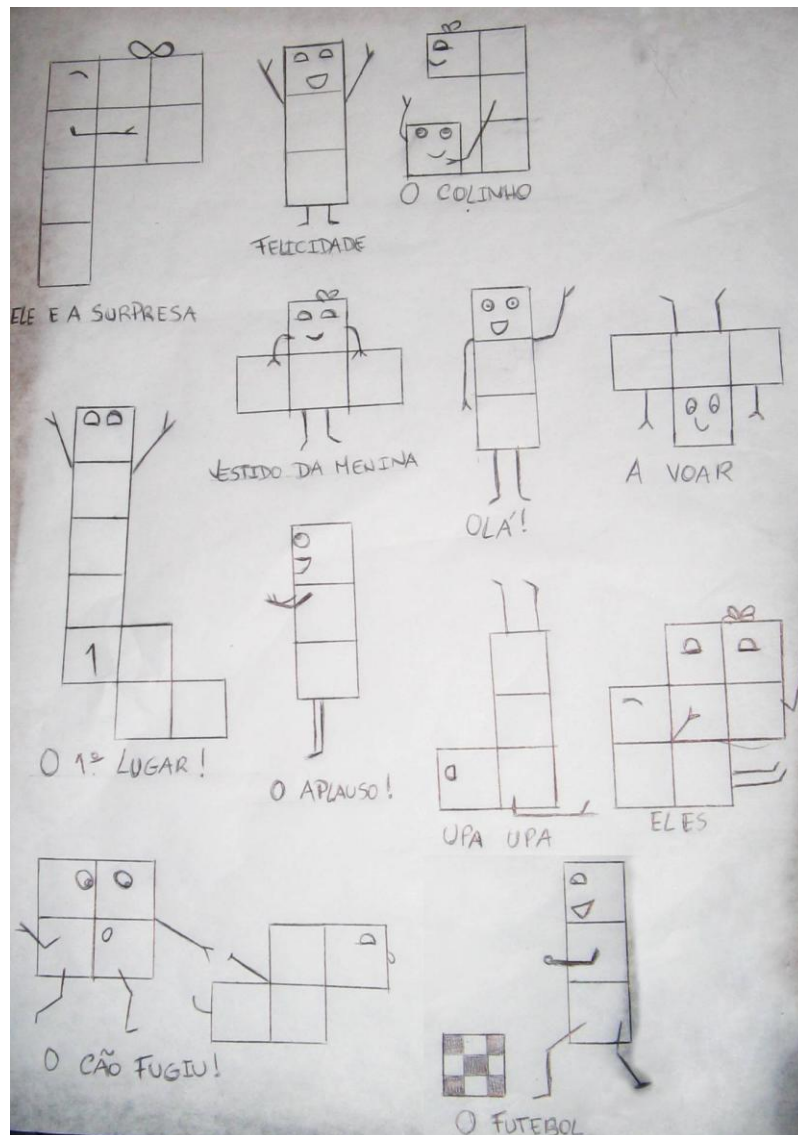 O COLINHO
FELICIDADE
ELE E A SURPRESA
VESTIDO DA MENINA
OLÁ!
A VOAR
1
O 1º LUGAR!
O APLAUSO!
UPA UPA
ELES
O CÃO FUGIU!
O FUTEBOL